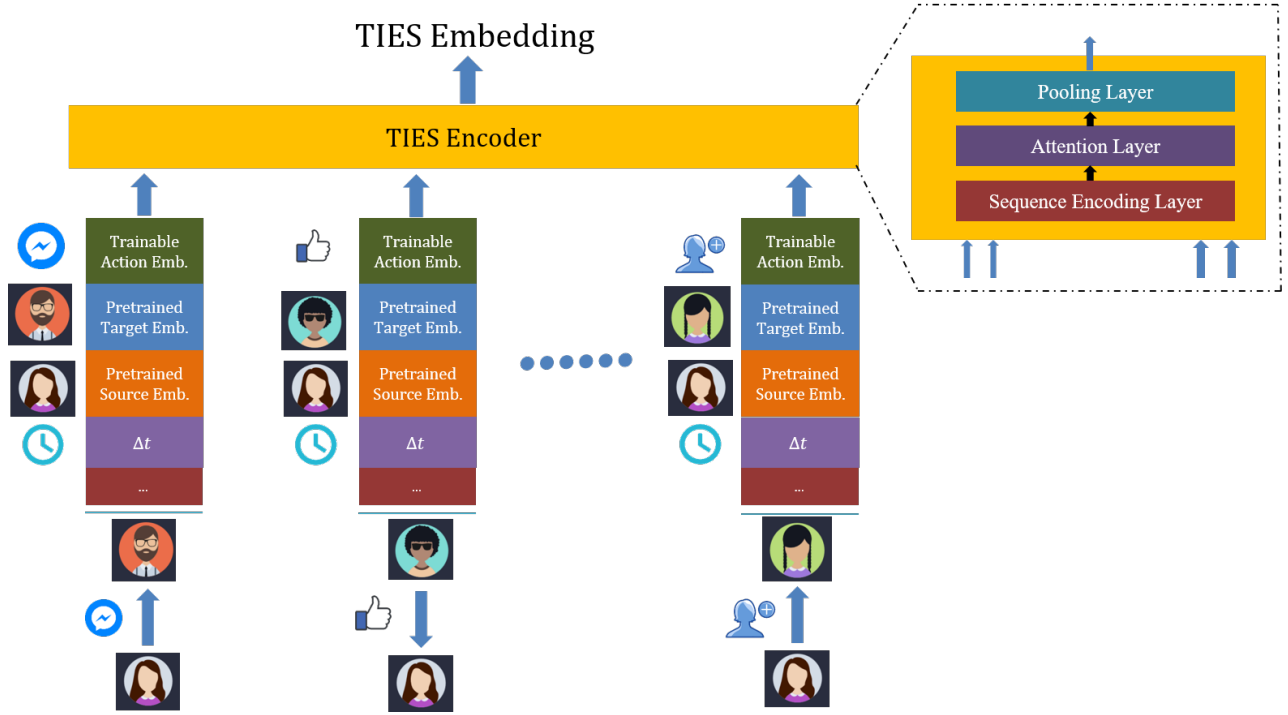 TIES Embedding
TIES Encoder
Pooling Layer
Attention Layer
Sequence Encoding Layer
Trainable
Action Emb.
Pretrained
Target Emb.
Pretrained
Source Emb.
Δt
...
Trainable
Action Emb.
Pretrained
Target Emb.
Pretrained
Source Emb.
Δt
...
Trainable
Action Emb.
Pretrained
Target Emb.
Pretrained
Source Emb.
Δt
...